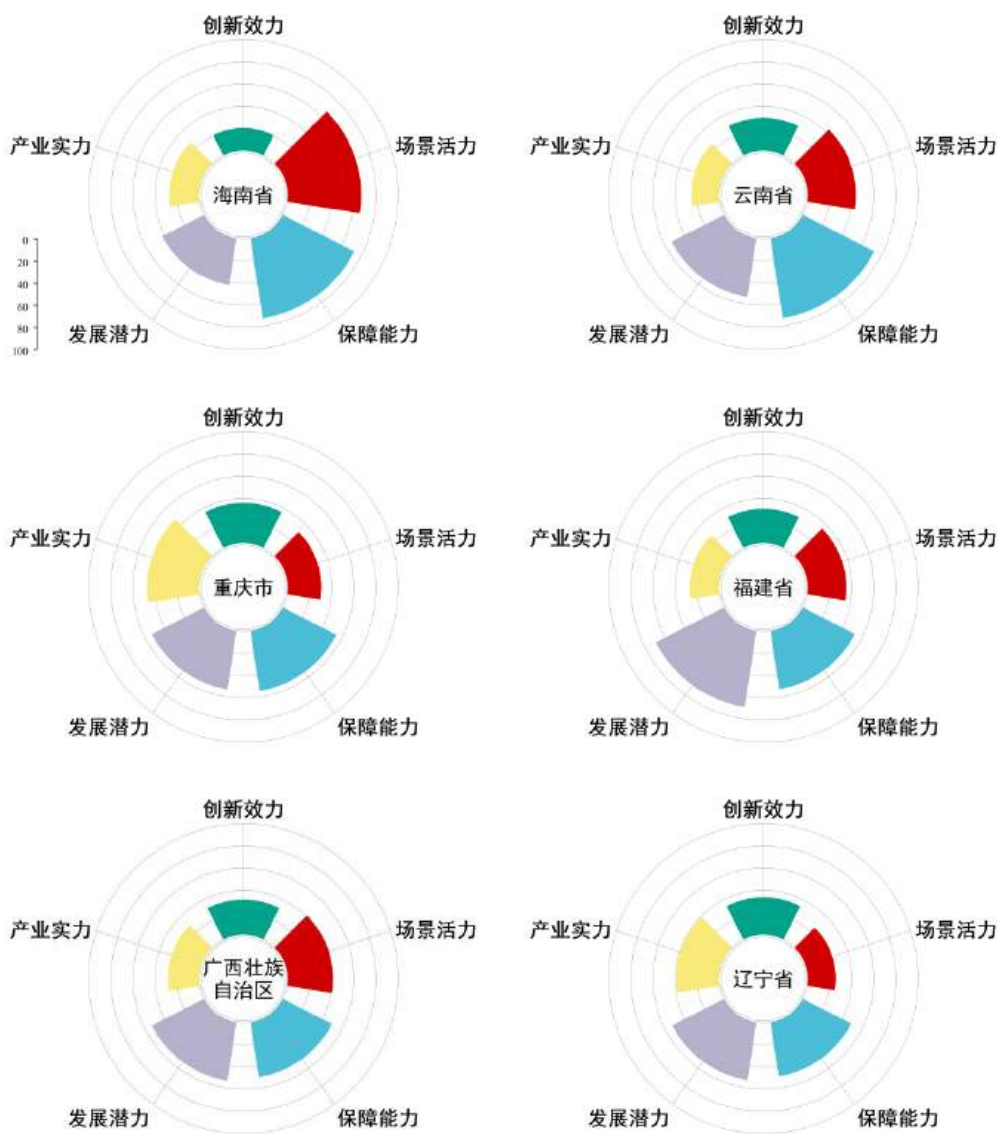 创新效力
创新效力
产业实力
场景活力
产业实力
场景活力
海南省
云南省
0
20
40
60
80
100
发展潜力
保障能力
发展潜力
保障能力
创新效力
创新效力
产业实力
场景活力
产业实力
场景活力
重庆市
福建省
发展潜力
保障能力
发展潜力
保障能力
创新效力
创新效力
产业实力
场景活力
产业实力
场景活力
广西壮族
自治区
辽宁省
发展潜力
保障能力
发展潜力
保障能力